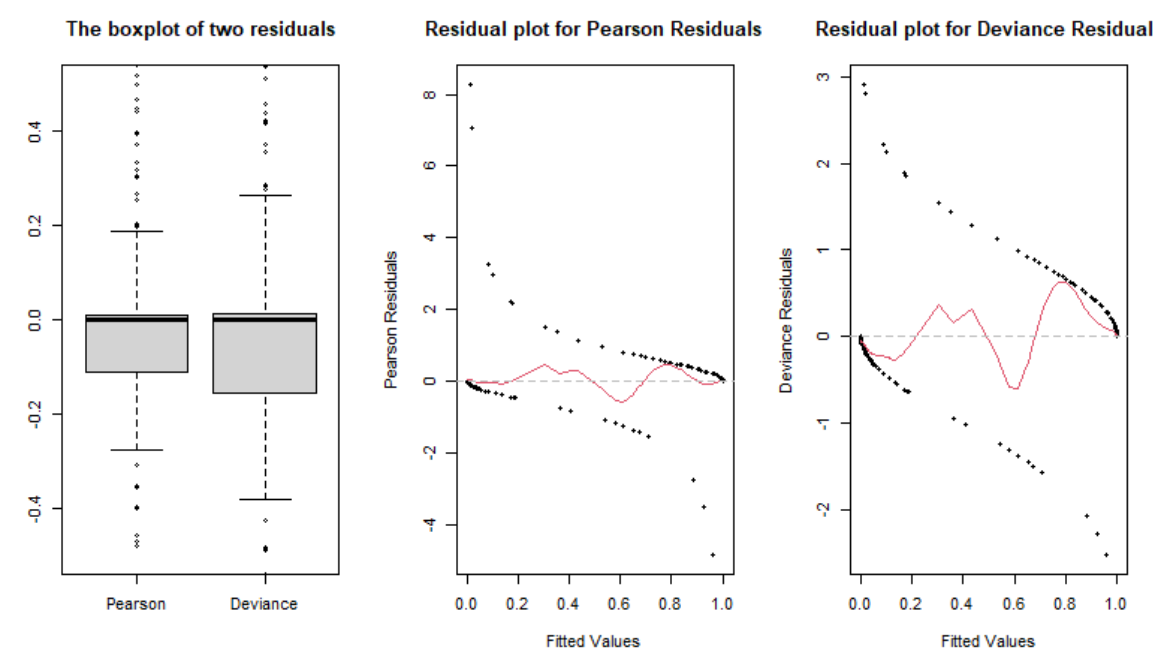 The boxplot of two residuals
0.4
0.2
0.0
-0.2
-0.4
Pearson Deviance
Residual plot for Pearson Residuals
Pearson Residuals
8
6
4
2
0
-2
-4
0.0 0.2 0.4 0.6 0.8 1.0
Fitted Values
Residual plot for Deviance Residual
Deviance Residuals
3
2
1
0
-1
-2
0.0 0.2 0.4 0.6 0.8 1.0
Fitted Values